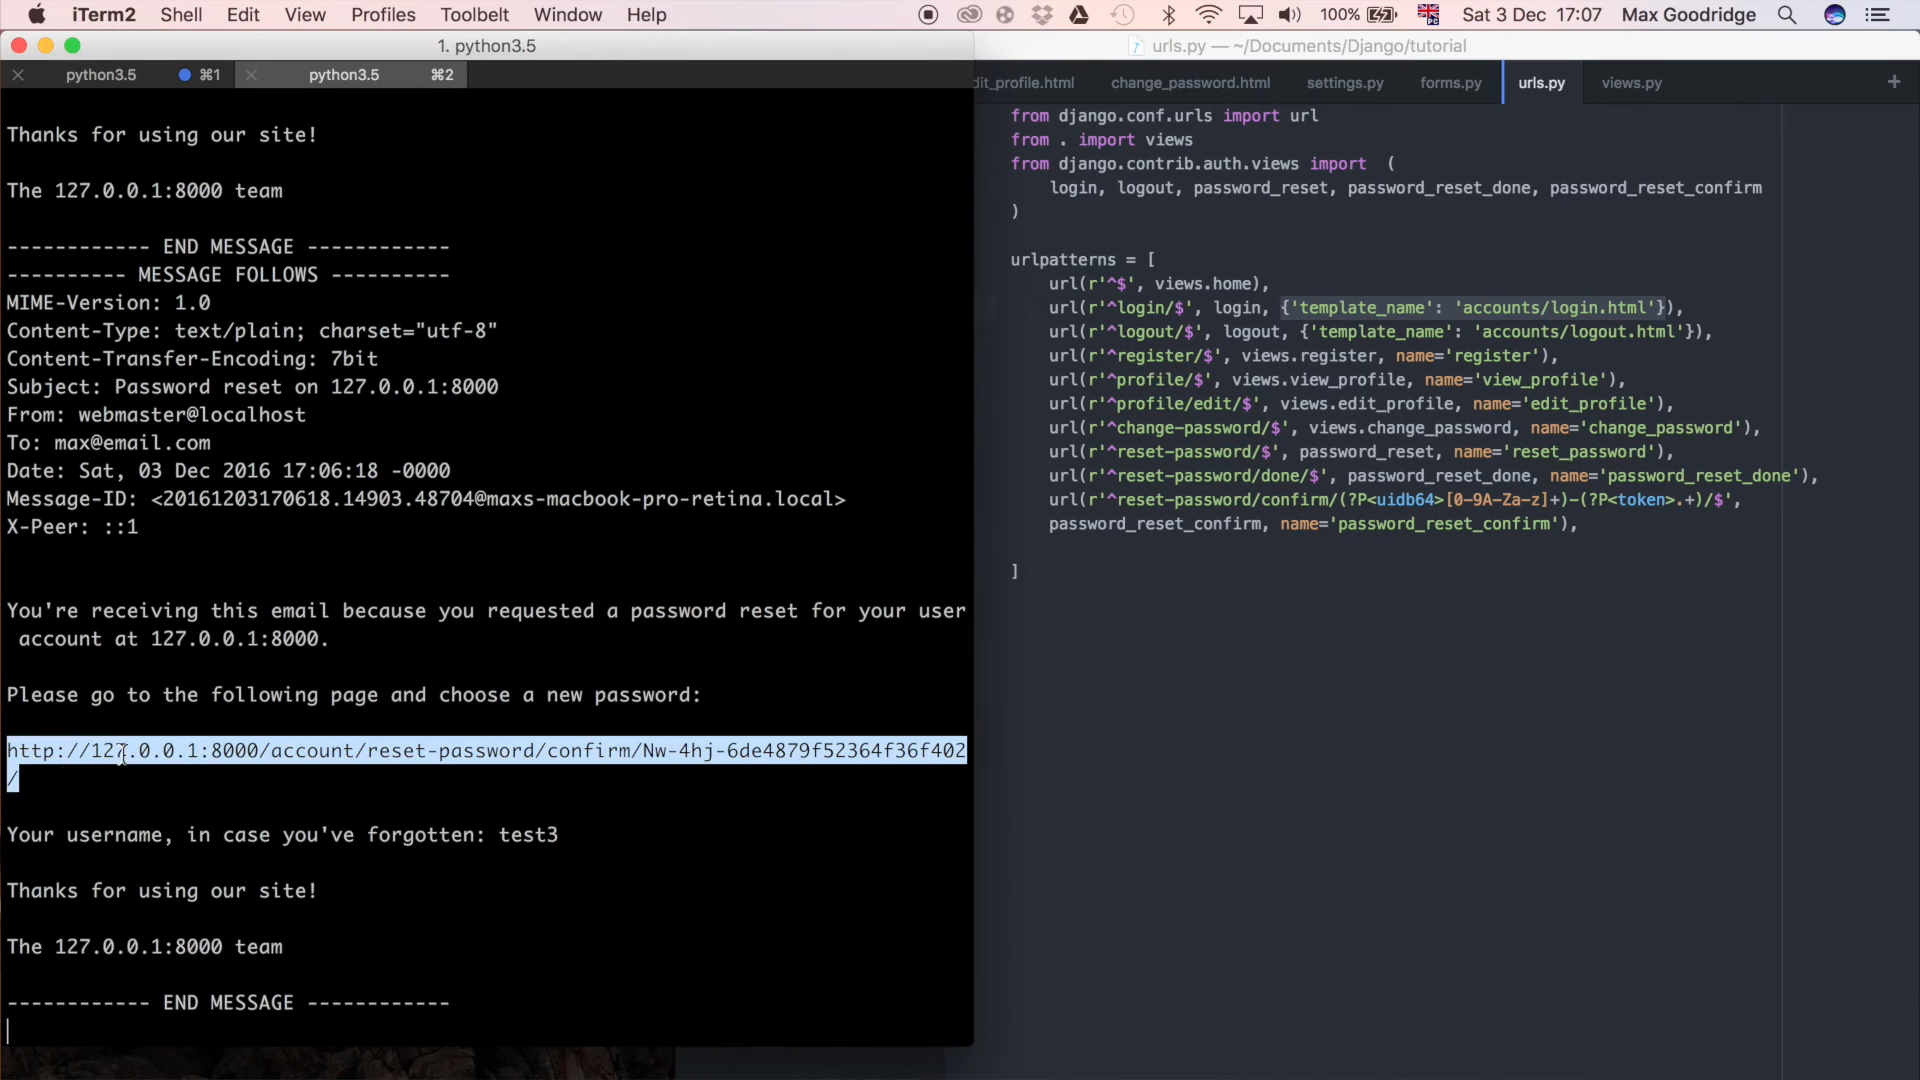 iTerm2 Shell Edit View Profiles Toolbelt Window Help 100% Sat 3 Dec 17:07 Max Goodridge
1. python3.5
python3.5 ⌘1 python3.5 ⌘2
Thanks for using our site!
The 127.0.0.1:8000 team
------------ END MESSAGE ------------
---------- MESSAGE FOLLOWS ----------
MIME-Version: 1.0
Content-Type: text/plain; charset="utf-8"
Content-Transfer-Encoding: 7bit
Subject: Password reset on 127.0.0.1:8000
From: webmaster@localhost
To: max@email.com
Date: Sat, 03 Dec 2016 17:06:18 -0000
Message-ID: <20161203170618.14903.48704@maxs-macbook-pro-retina.local>
X-Peer: ::1
You're receiving this email because you requested a password reset for your user
account at 127.0.0.1:8000.
Please go to the following page and choose a new password:
http://127.0.0.1:8000/account/reset-password/confirm/Nw-4hj-6de4879f52364f36f402
/
Your username, in case you've forgotten: test3
Thanks for using our site!
The 127.0.0.1:8000 team
------------ END MESSAGE ------------
urls.py — ~/Documents/Django/tutorial
dit_profile.html change_password.html settings.py forms.py urls.py views.py +
from django.conf.urls import url
from . import views
from django.contrib.auth.views import (
login, logout, password_reset, password_reset_done, password_reset_confirm
)
urlpatterns = [
url(r'^$', views.home),
url(r'^login/$', login, {'template_name': 'accounts/login.html'}),
url(r'^logout/$', logout, {'template_name': 'accounts/logout.html'}),
url(r'^register/$', views.register, name='register'),
url(r'^profile/$', views.view_profile, name='view_profile'),
url(r'^profile/edit/$', views.edit_profile, name='edit_profile'),
url(r'^change-password/$', views.change_password, name='change_password'),
url(r'^reset-password/$', password_reset, name='reset_password'),
url(r'^reset-password/done/$', password_reset_done, name='password_reset_done'),
url(r'^reset-password/confirm/(?P<uidb64>[0-9A-Za-z]+)-(?P<token>.+)/$',
password_reset_confirm, name='password_reset_confirm'),
]